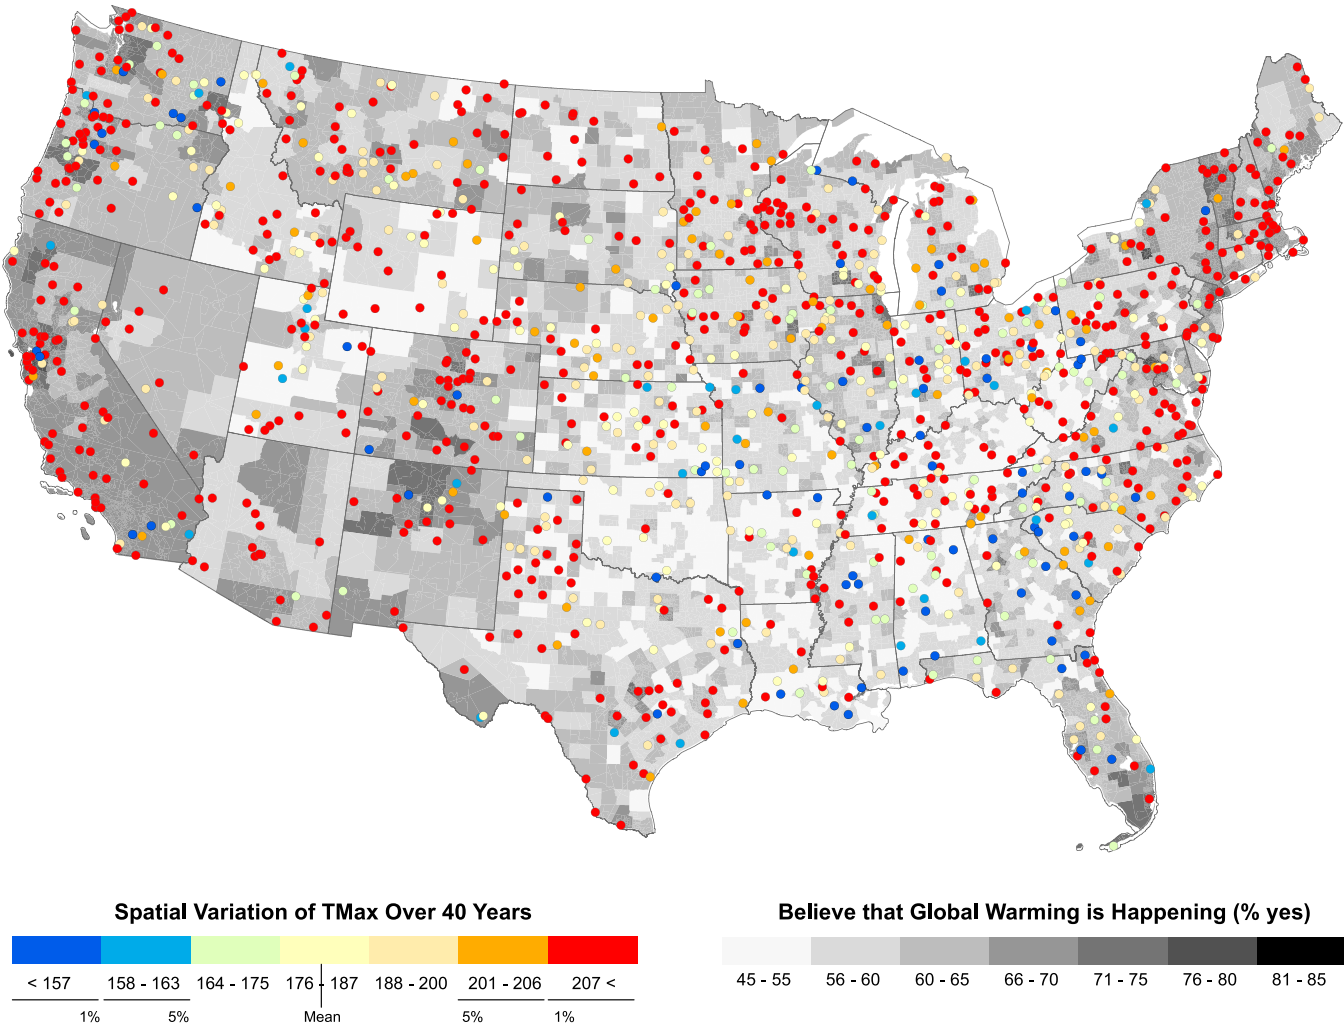 Spatial Variation of TMax Over 40 Years
< 157 158 - 163 164 - 175 176 - 187 188 - 200 201 - 206 207 <
1% 5% Mean 5% 1%
Believe that Global Warming is Happening (% yes)
45 - 55 56 - 60 60 - 65 66 - 70 71 - 75 76 - 80 81 - 85